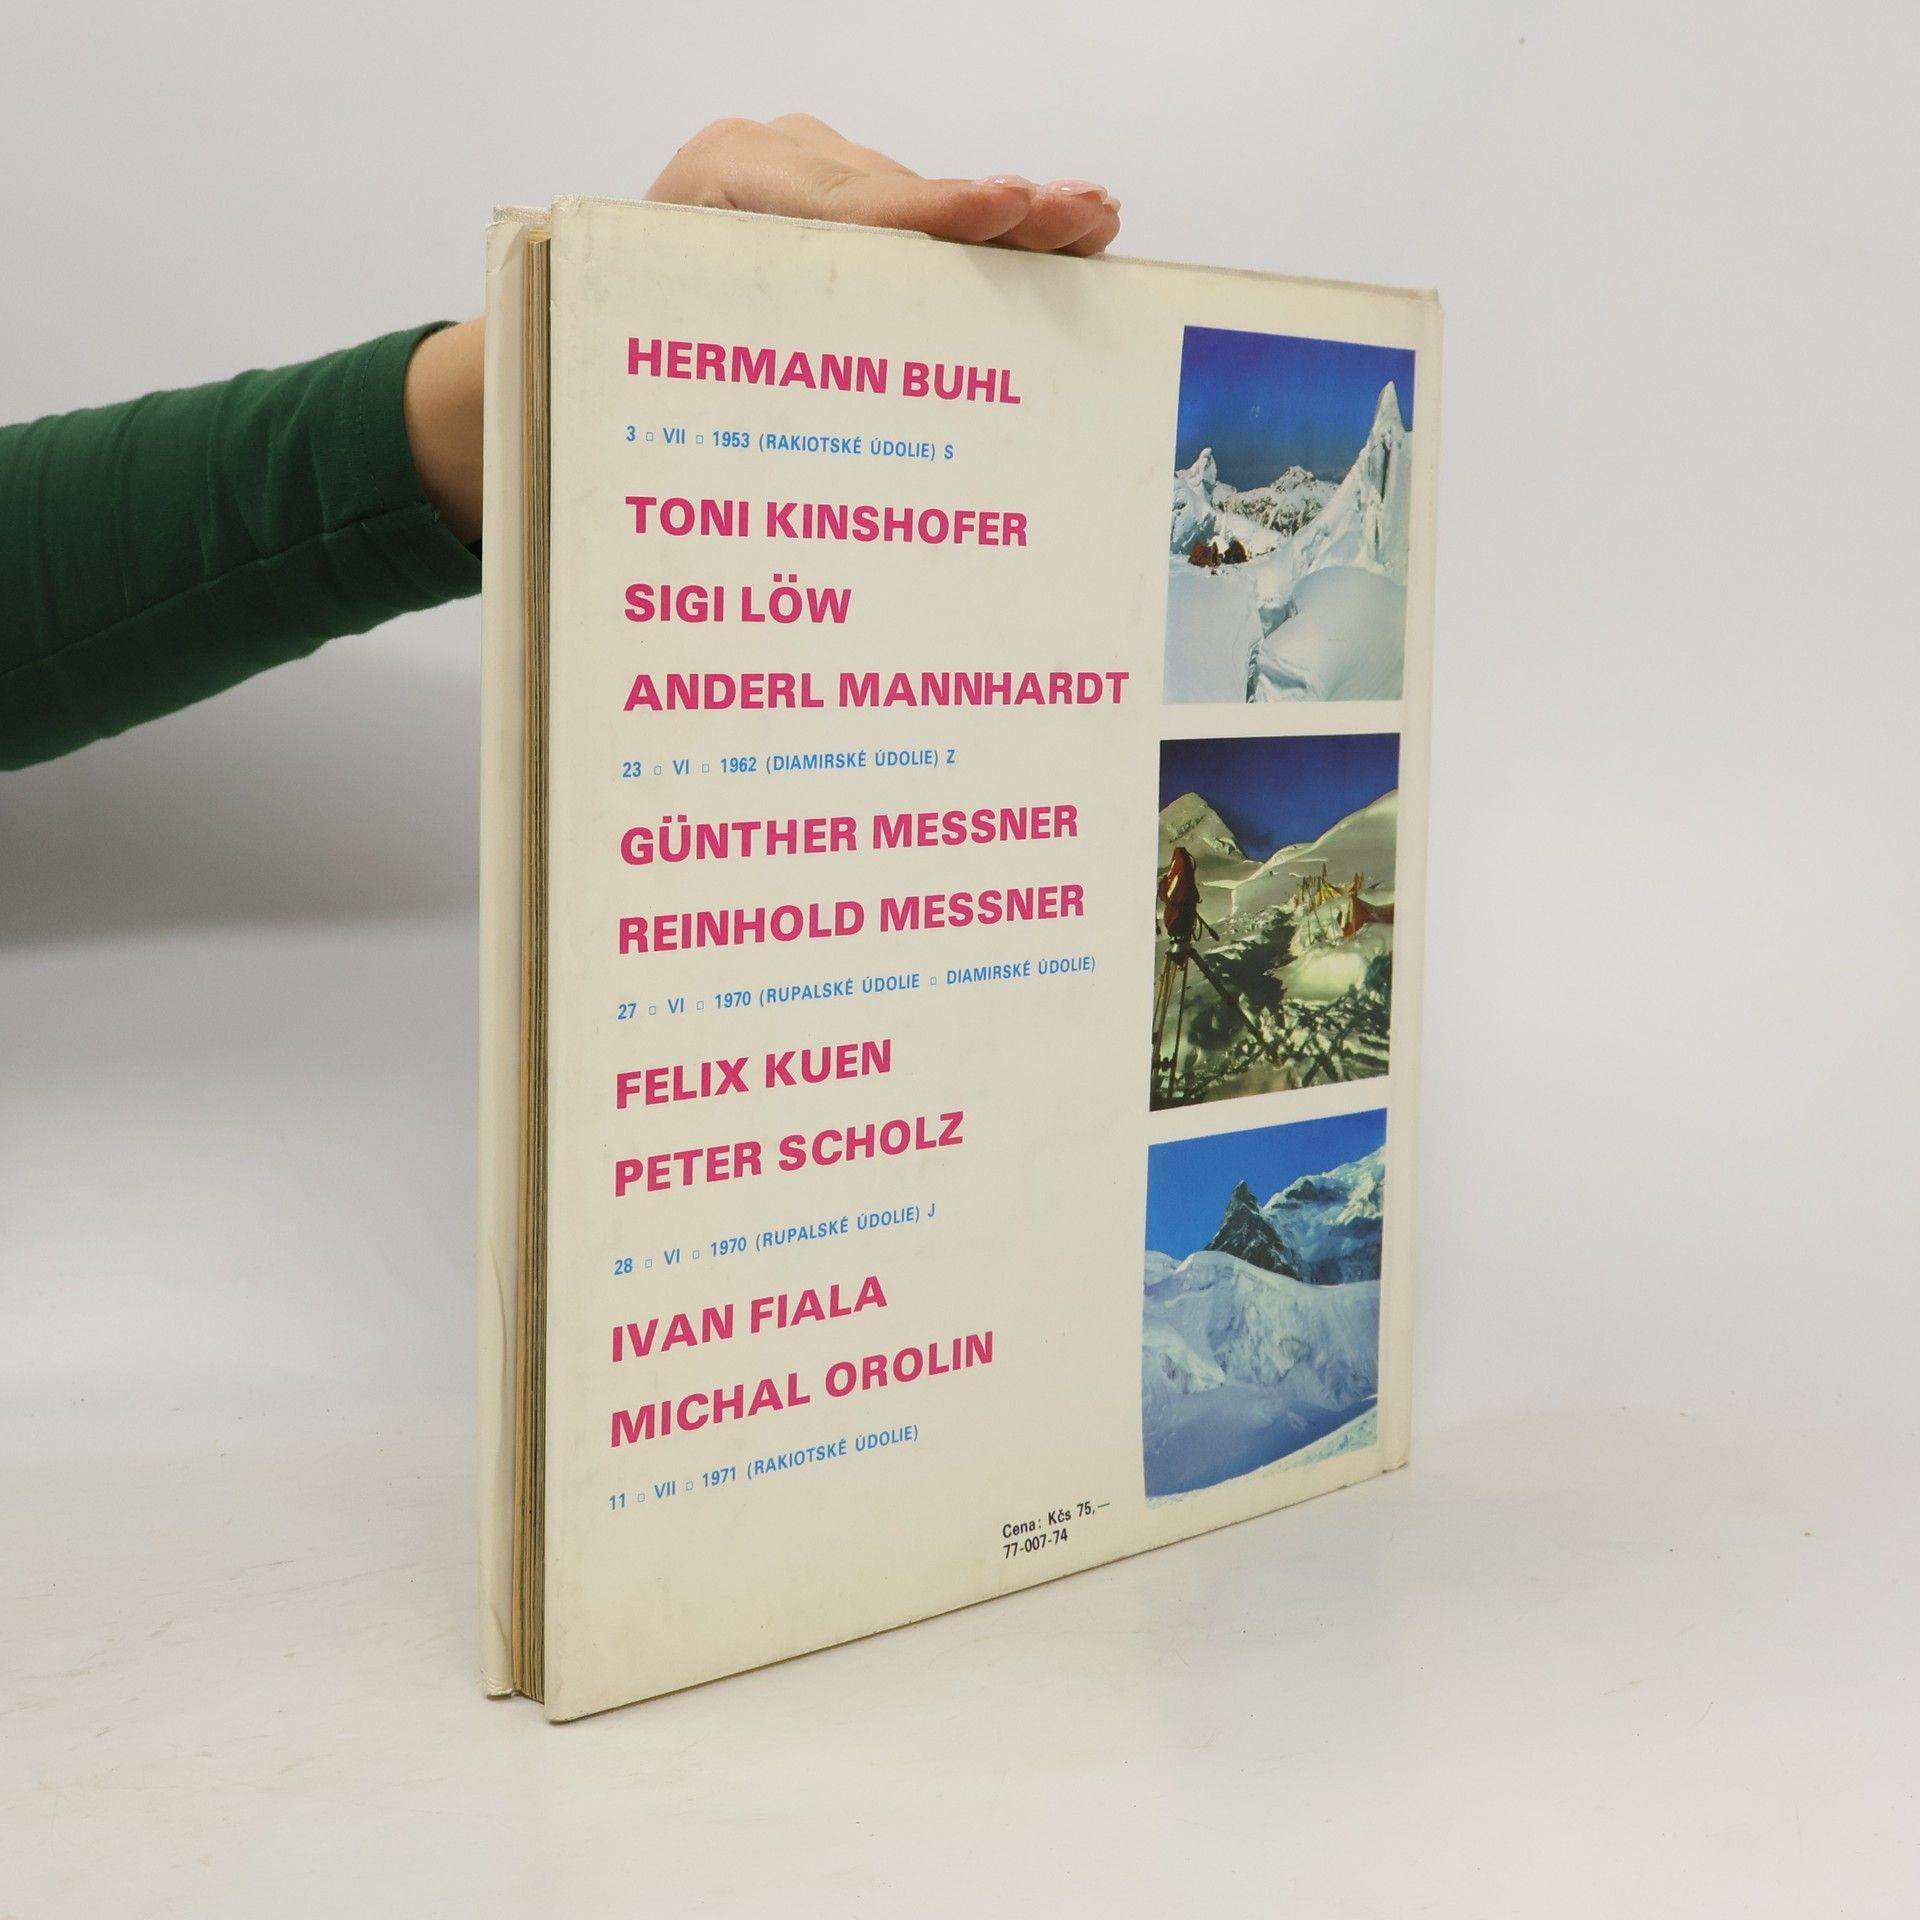 HERMANN BUHL
3 □ VII □ 1953 (RAKIOTSKÉ ÚDOLIE) S
TONI KINSHOFER
SIGI LÖW
ANDERL MANNHARDT
23 □ VI □ 1962 (DIAMIRSKÉ ÚDOLIE) Z
GÜNTHER MESSNER
REINHOLD MESSNER
27 □ VI □ 1970 (RUPALSKÉ ÚDOLIE □ DIAMIRSKÉ ÚDOLIE)
FELIX KUEN
PETER SCHOLZ
28 □ VI □ 1970 (RUPALSKÉ ÚDOLIE) J
IVAN FIALA
MICHAL OROLIN
11 □ VII □ 1971 (RAKIOTSKÉ ÚDOLIE)
Cena: Kčs 75,—
77-007-74